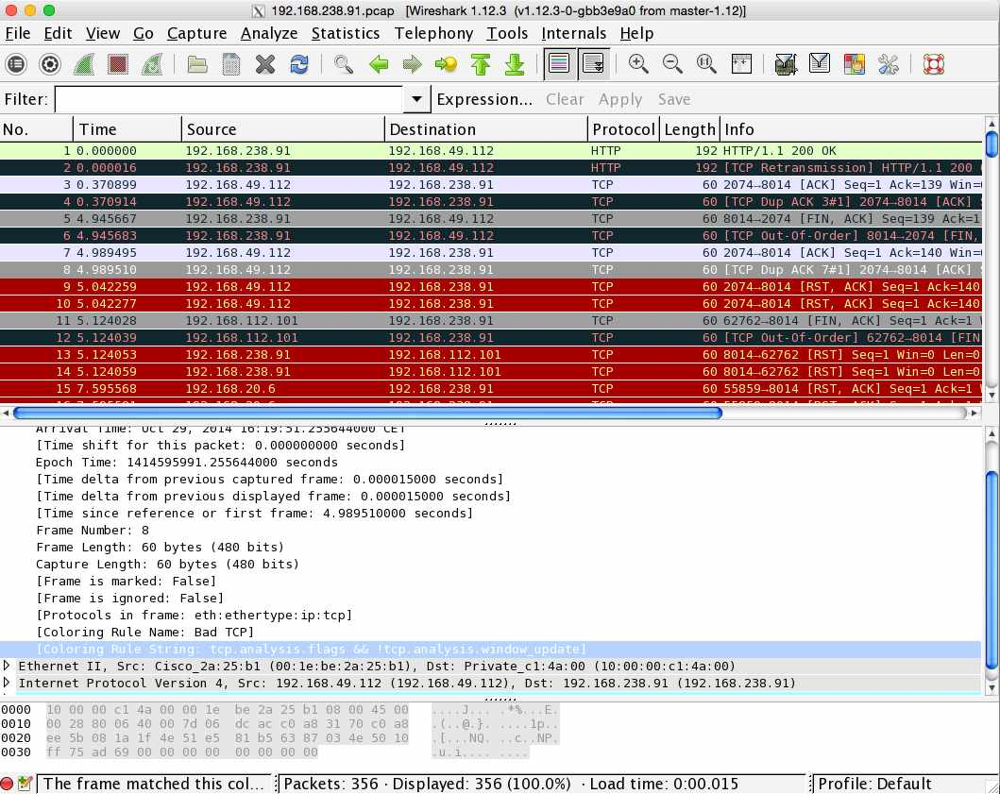 192.168.238.91.pcap [Wireshark 1.12.3 (v1.12.3-0-gbb3e9a0 from master-1.12)]
File Edit View Go Capture Analyze Statistics Telephony Tools Internals Help
Filter: Expression... Clear Apply Save
No. Time Source Destination Protocol Length Info
1 0.000000 192.168.238.91 192.168.49.112 HTTP 192 HTTP/1.1 200 OK
2 0.000016 192.168.238.91 192.168.49.112 HTTP 192 [TCP Retransmission] HTTP/1.1 200
3 0.370899 192.168.49.112 192.168.238.91 TCP 60 2074→8014 [ACK] Seq=1 Ack=139 Win=
4 0.370914 192.168.49.112 192.168.238.91 TCP 60 [TCP Dup ACK 3#1] 2074→8014 [ACK]
5 4.945667 192.168.238.91 192.168.49.112 TCP 60 8014→2074 [FIN, ACK] Seq=139 Ack=1
6 4.945683 192.168.238.91 192.168.49.112 TCP 60 [TCP Out-Of-Order] 8014→2074 [FIN,
7 4.989495 192.168.49.112 192.168.238.91 TCP 60 2074→8014 [ACK] Seq=1 Ack=140 Win=
8 4.989510 192.168.49.112 192.168.238.91 TCP 60 [TCP Dup ACK 7#1] 2074→8014 [ACK]
9 5.042259 192.168.49.112 192.168.238.91 TCP 60 2074→8014 [RST, ACK] Seq=1 Ack=140
10 5.042277 192.168.49.112 192.168.238.91 TCP 60 2074→8014 [RST, ACK] Seq=1 Ack=140
11 5.124028 192.168.112.101 192.168.238.91 TCP 60 62762→8014 [FIN, ACK] Seq=1 Ack=1
12 5.124039 192.168.112.101 192.168.238.91 TCP 60 [TCP Out-Of-Order] 62762→8014 [FIN
13 5.124053 192.168.238.91 192.168.112.101 TCP 60 8014→62762 [RST] Seq=1 Win=0 Len=0
14 5.124059 192.168.238.91 192.168.112.101 TCP 60 8014→62762 [RST] Seq=1 Win=0 Len=0
15 7.595568 192.168.20.6 192.168.238.91 TCP 60 55859→8014 [RST, ACK] Seq=1 Ack=1
Arrival Time: Oct 29, 2014 16:19:51.255644000 CET
[Time shift for this packet: 0.000000000 seconds]
Epoch Time: 1414595991.255644000 seconds
[Time delta from previous captured frame: 0.000015000 seconds]
[Time delta from previous displayed frame: 0.000015000 seconds]
[Time since reference or first frame: 4.989510000 seconds]
Frame Number: 8
Frame Length: 60 bytes (480 bits)
Capture Length: 60 bytes (480 bits)
[Frame is marked: False]
[Frame is ignored: False]
[Protocols in frame: eth:ethertype:ip:tcp]
[Coloring Rule Name: Bad TCP]
[Coloring Rule String: tcp.analysis.flags && !tcp.analysis.window_update]
Ethernet II, Src: Cisco_2a:25:b1 (00:1e:be:2a:25:b1), Dst: Private_c1:4a:00 (10:00:00:c1:4a:00)
Internet Protocol Version 4, Src: 192.168.49.112 (192.168.49.112), Dst: 192.168.238.91 (192.168.238.91)
0000 10 00 00 c1 4a 00 00 1e be 2a 25 b1 08 00 45 00 ....J... .*%...E.
0010 00 28 80 06 40 00 7d 06 dc ac c0 a8 31 70 c0 a8 .(..@.}. ....1p..
0020 ee 5b 08 1a 1f 4e 51 e5 81 b5 63 87 03 4e 50 10 .[...NQ. ..c..NP.
0030 ff 75 ad 69 00 00 00 00 00 00 00 00 .u.i.... ....
The frame matched this col... Packets: 356 · Displayed: 356 (100.0%) · Load time: 0:00.015 Profile: Default